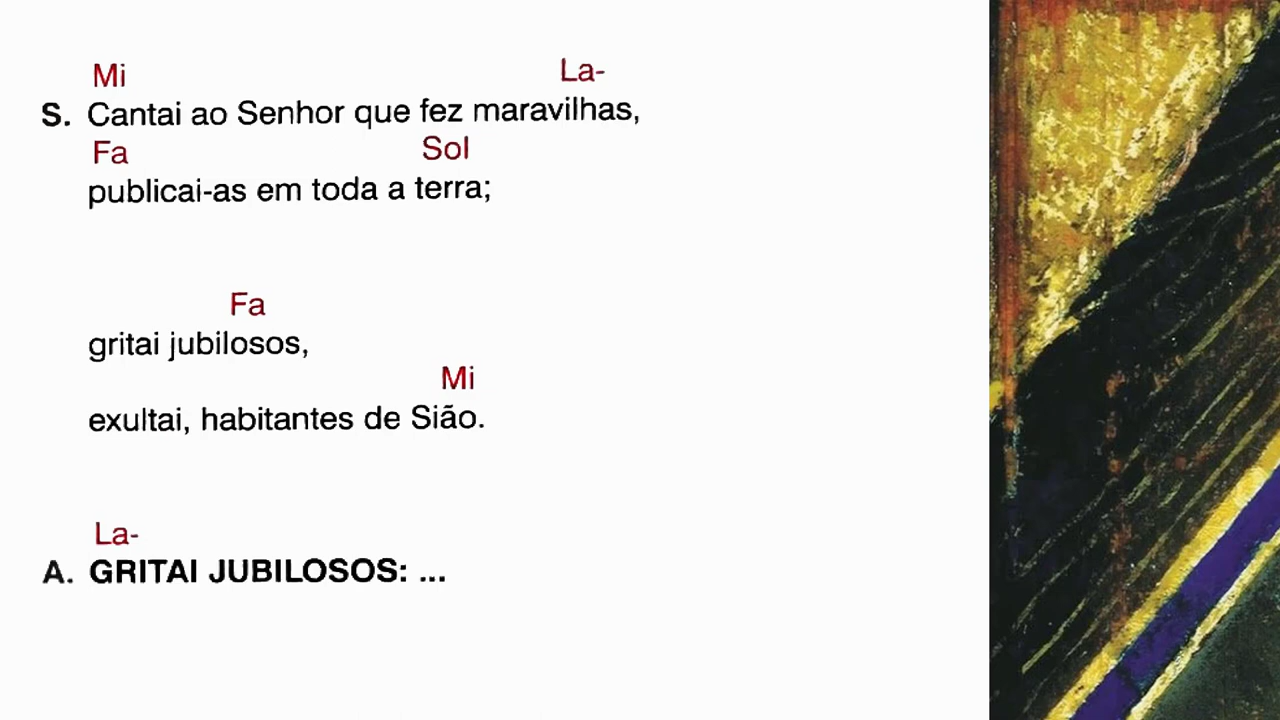 Mi La-
S. Cantai ao Senhor que fez maravilhas,
Fa Sol
publicai-as em toda a terra;
Fa
gritai jubilosos,
Mi
exultai, habitantes de Sião.
La-
A. GRITAI JUBILOSOS: ...